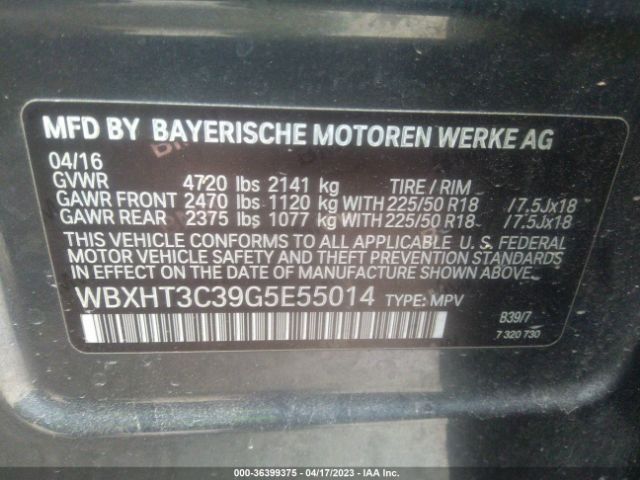 MFD BY BAYERISCHE MOTOREN WERKE AG
04/16
GVWR 4720 lbs 2141 kg TIRE / RIM
GAWR FRONT 2470 lbs 1120 kg WITH 225/50 R18 /7.5Jx18
GAWR REAR 2375 lbs 1077 kg WITH 225/50 R18 /7.5Jx18
THIS VEHICLE CONFORMS TO ALL APPLICABLE U. S. FEDERAL
MOTOR VEHICLE SAFETY AND THEFT PREVENTION STANDARDS
IN EFFECT ON THE DATE OF MANUFACTURE SHOWN ABOVE.
WBXHT3C39G5E55014 TYPE: MPV
B39/7
7 320 730
000-36399375 - 04/17/2023 - IAA Inc.